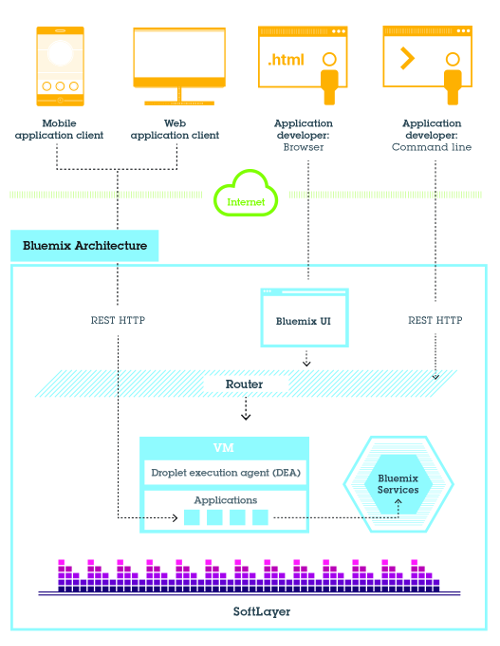 .html
Mobile
application client
Web
application client
Application
developer:
Browser
Application
developer:
Command line
Internet
Bluemix Architecture
REST HTTP
Bluemix UI
REST HTTP
Router
VM
Droplet execution agent (DEA)
Applications
Bluemix
Services
SoftLayer